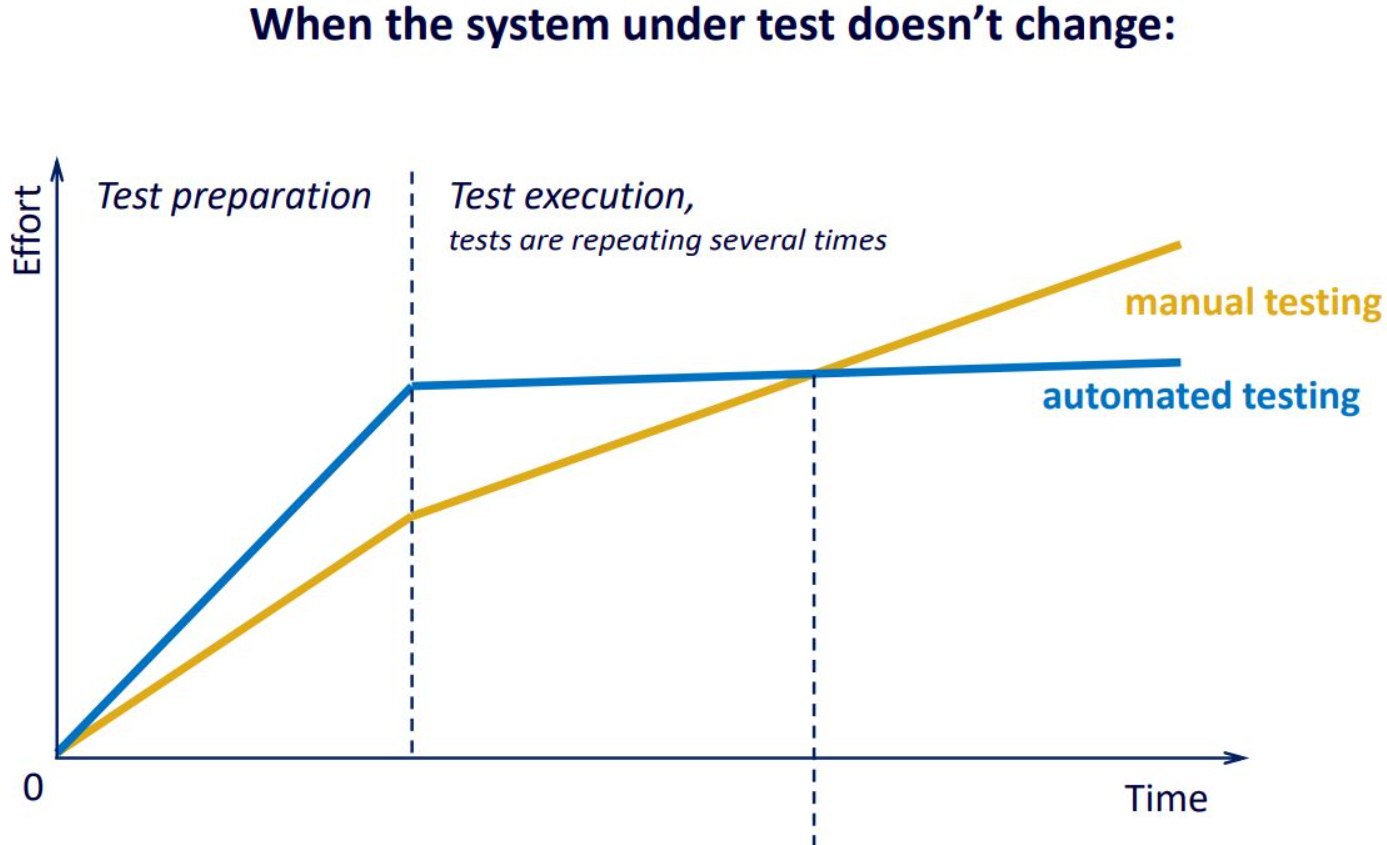 When the system under test doesn’t change:
Effort
Test preparation
Test execution,
tests are repeating several times
manual testing
automated testing
0
Time